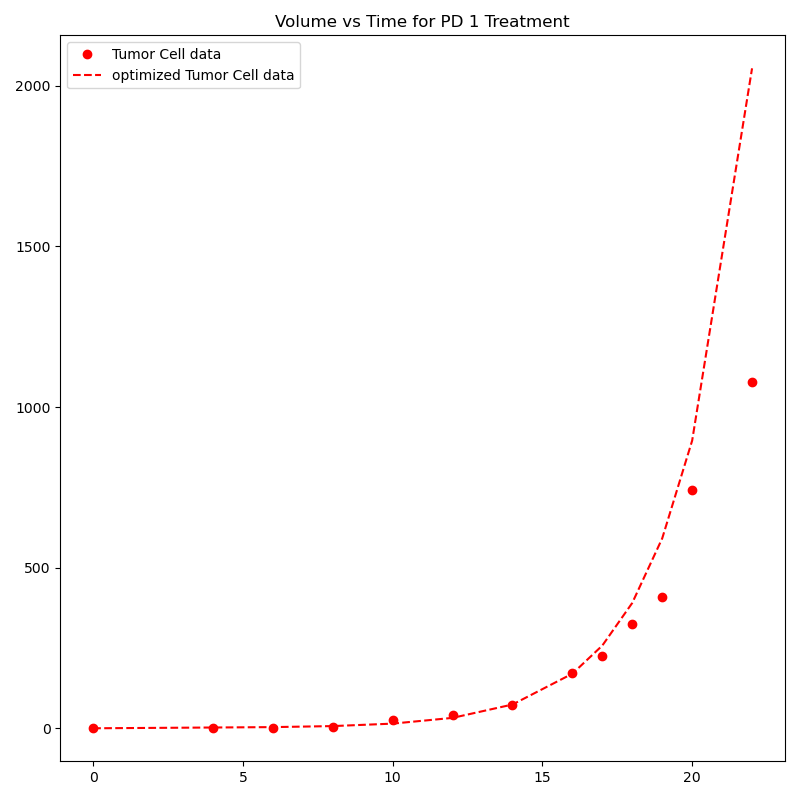 Volume vs Time for PD 1 Treatment
Tumor Cell data
optimized Tumor Cell data
2000
1500
1000
500
0
0 5 10 15 20